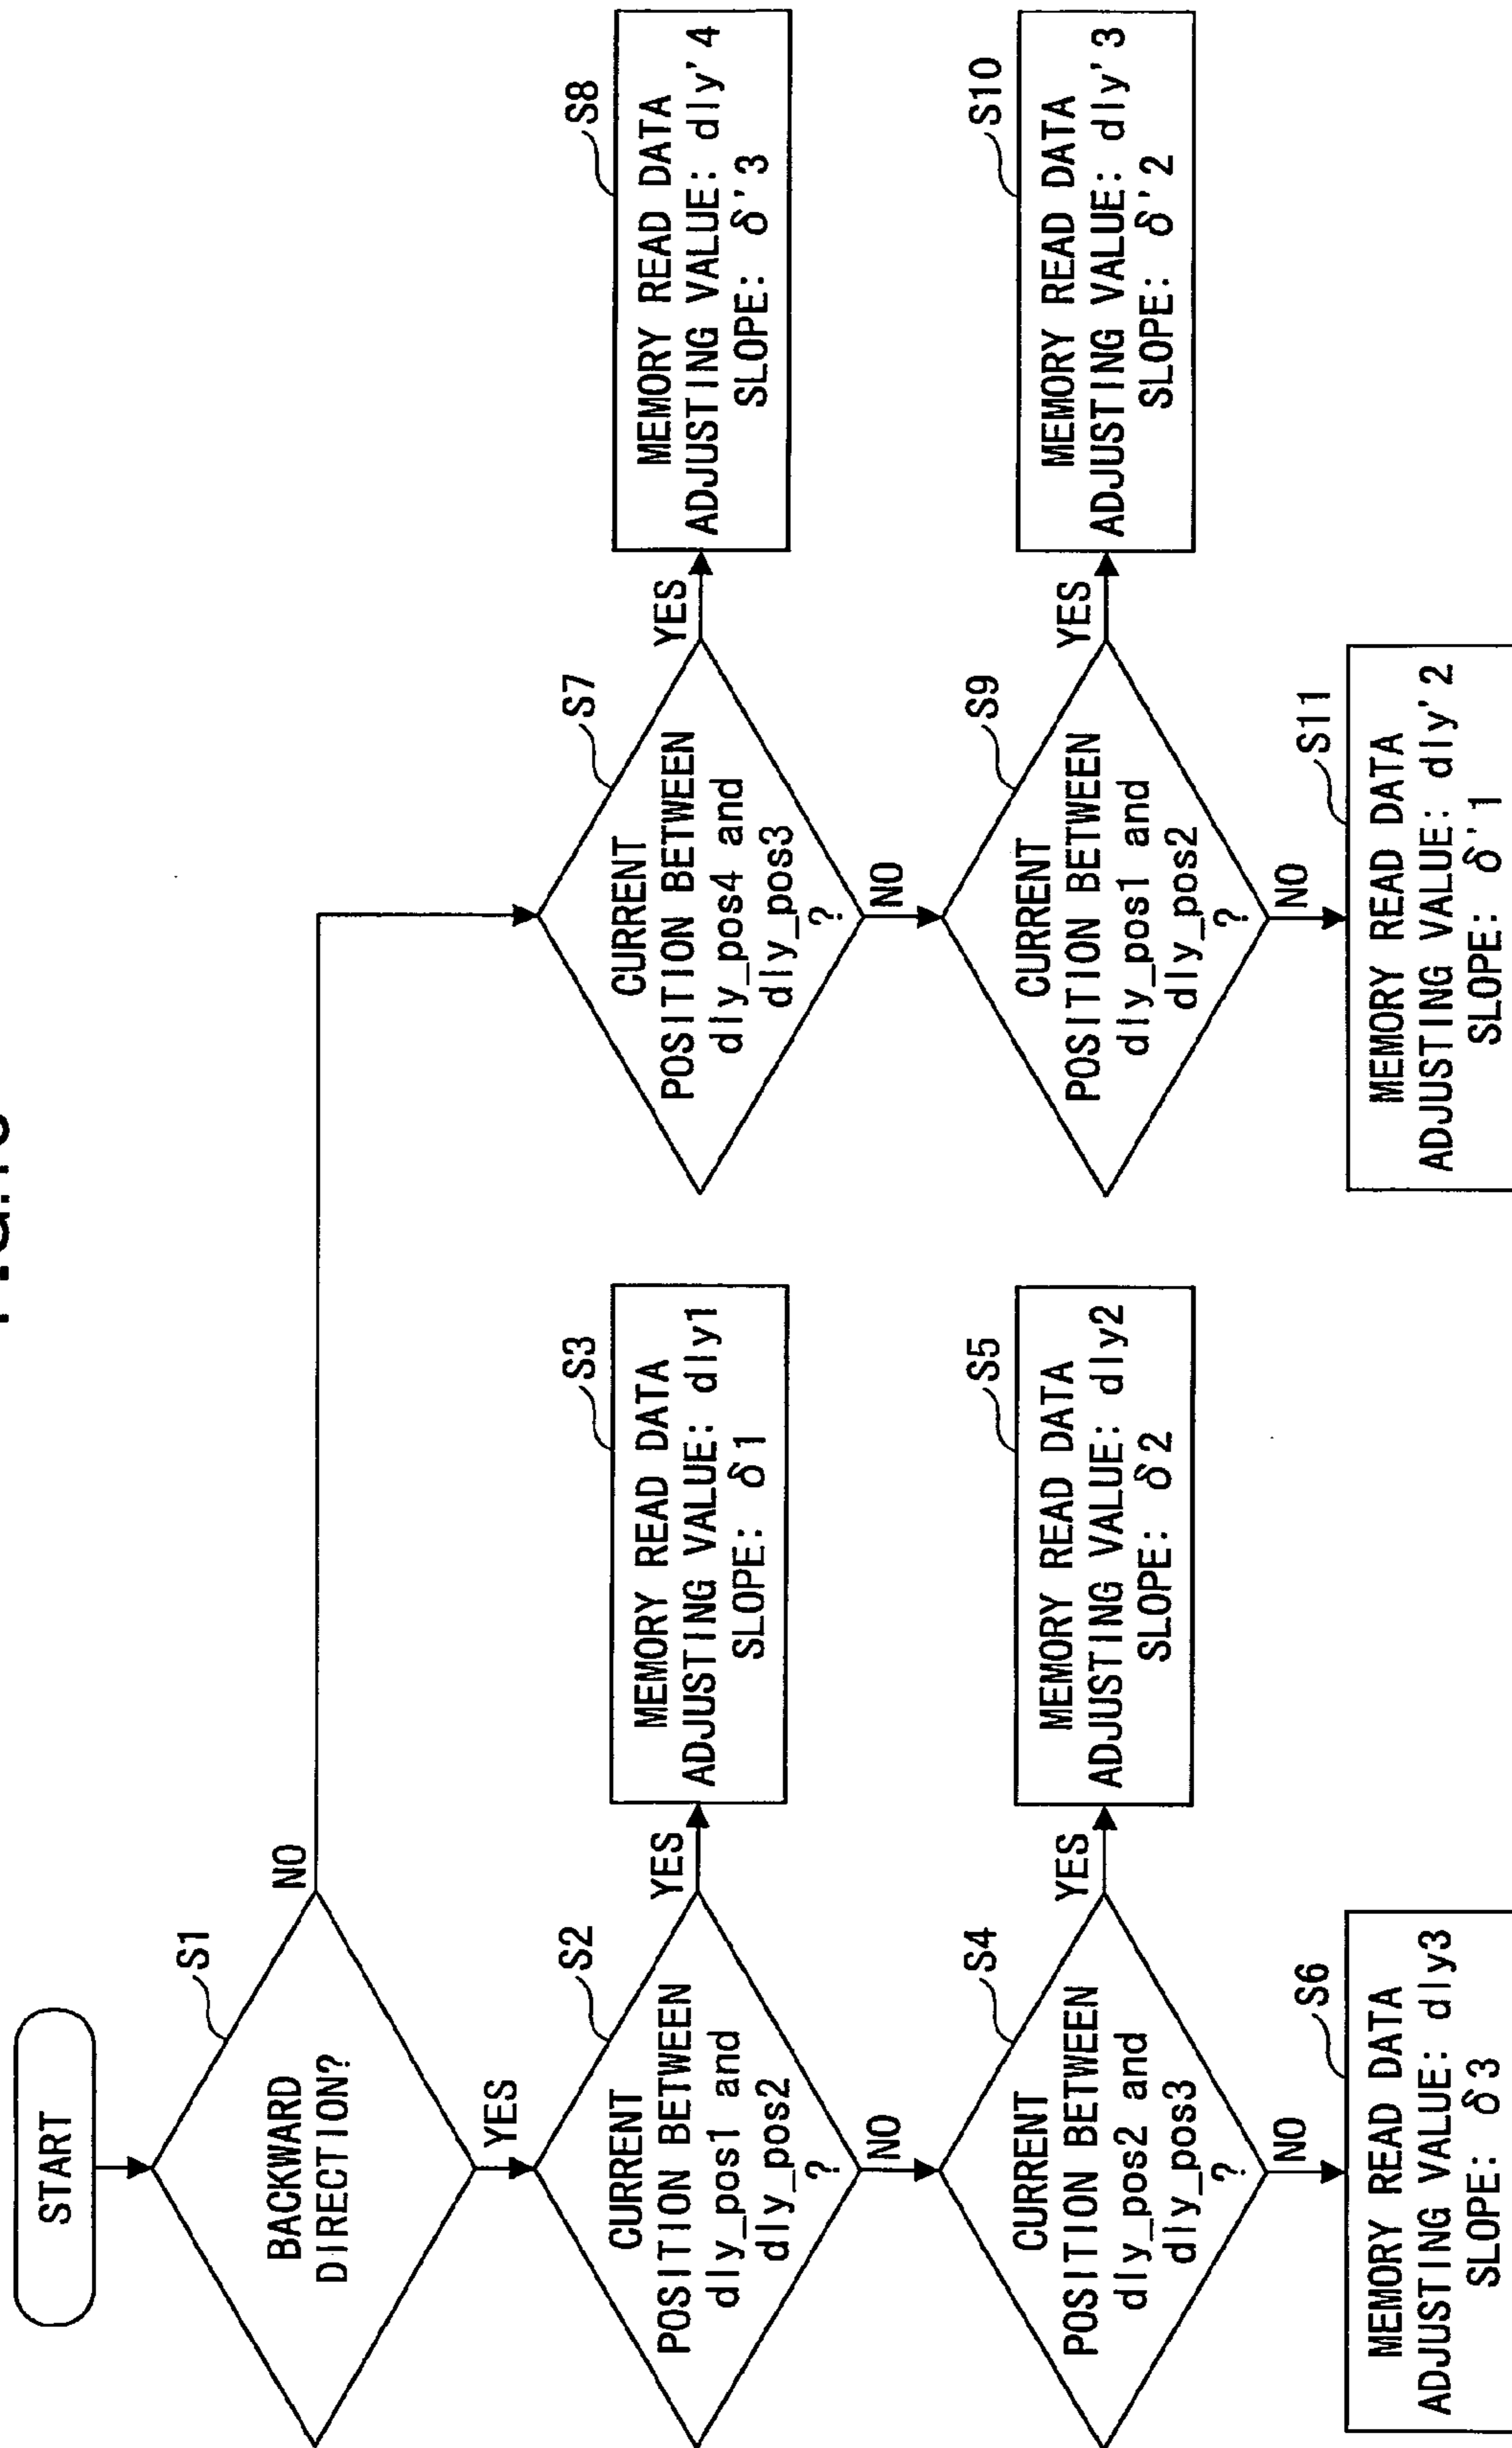 START
S1
BACKWARD
DIRECTION?
NO
YES
S2
CURRENT
POSITION BETWEEN
dly_pos1 and
dly_pos2
?
YES
NO
S3
MEMORY READ DATA
ADJUSTING VALUE: dly1
SLOPE: δ1
S4
CURRENT
POSITION BETWEEN
dly_pos2 and
dly_pos3
?
YES
NO
S5
MEMORY READ DATA
ADJUSTING VALUE: dly2
SLOPE: δ2
S6
MEMORY READ DATA
ADJUSTING VALUE: dly3
SLOPE: δ3
S7
CURRENT
POSITION BETWEEN
dly_pos4 and
dly_pos3
?
YES
NO
S8
MEMORY READ DATA
ADJUSTING VALUE: dly'4
SLOPE: δ'3
S9
CURRENT
POSITION BETWEEN
dly_pos1 and
dly_pos2
?
YES
NO
S10
MEMORY READ DATA
ADJUSTING VALUE: dly'3
SLOPE: δ'2
S11
MEMORY READ DATA
ADJUSTING VALUE: dly'2
SLOPE: δ'1